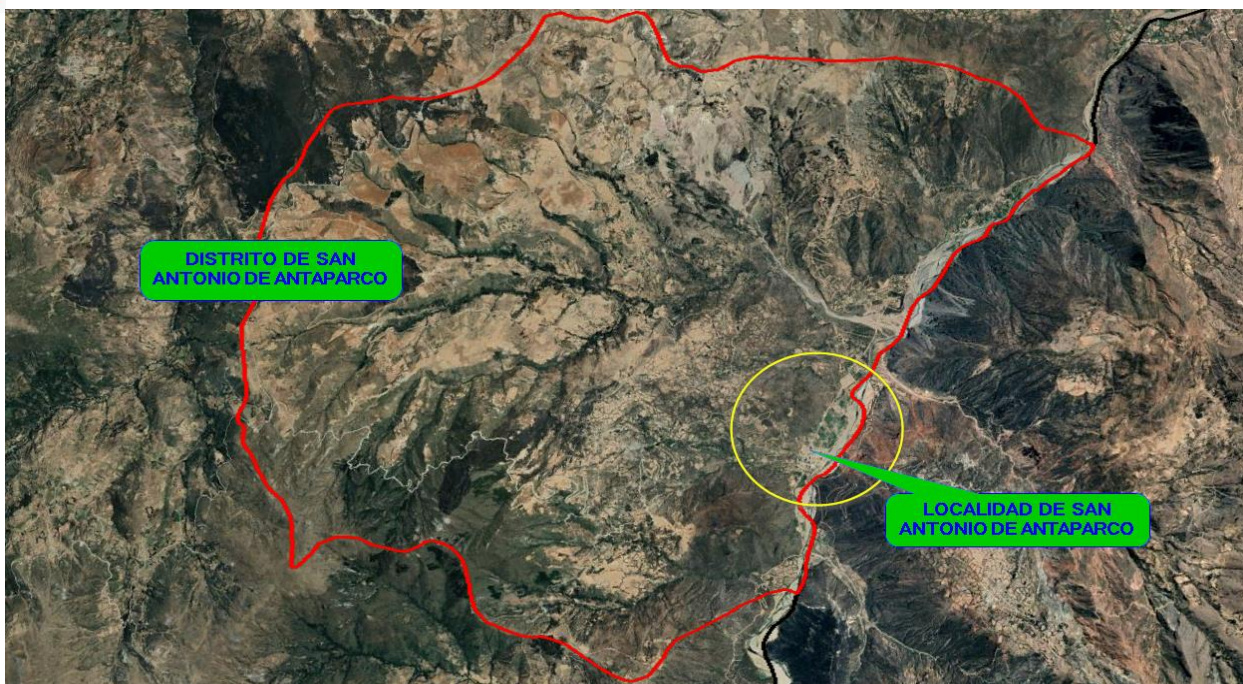 DISTRITO DE SAN
ANTONIO DE ANTAPARCO
LOCALIDAD DE SAN
ANTONIO DE ANTAPARCO